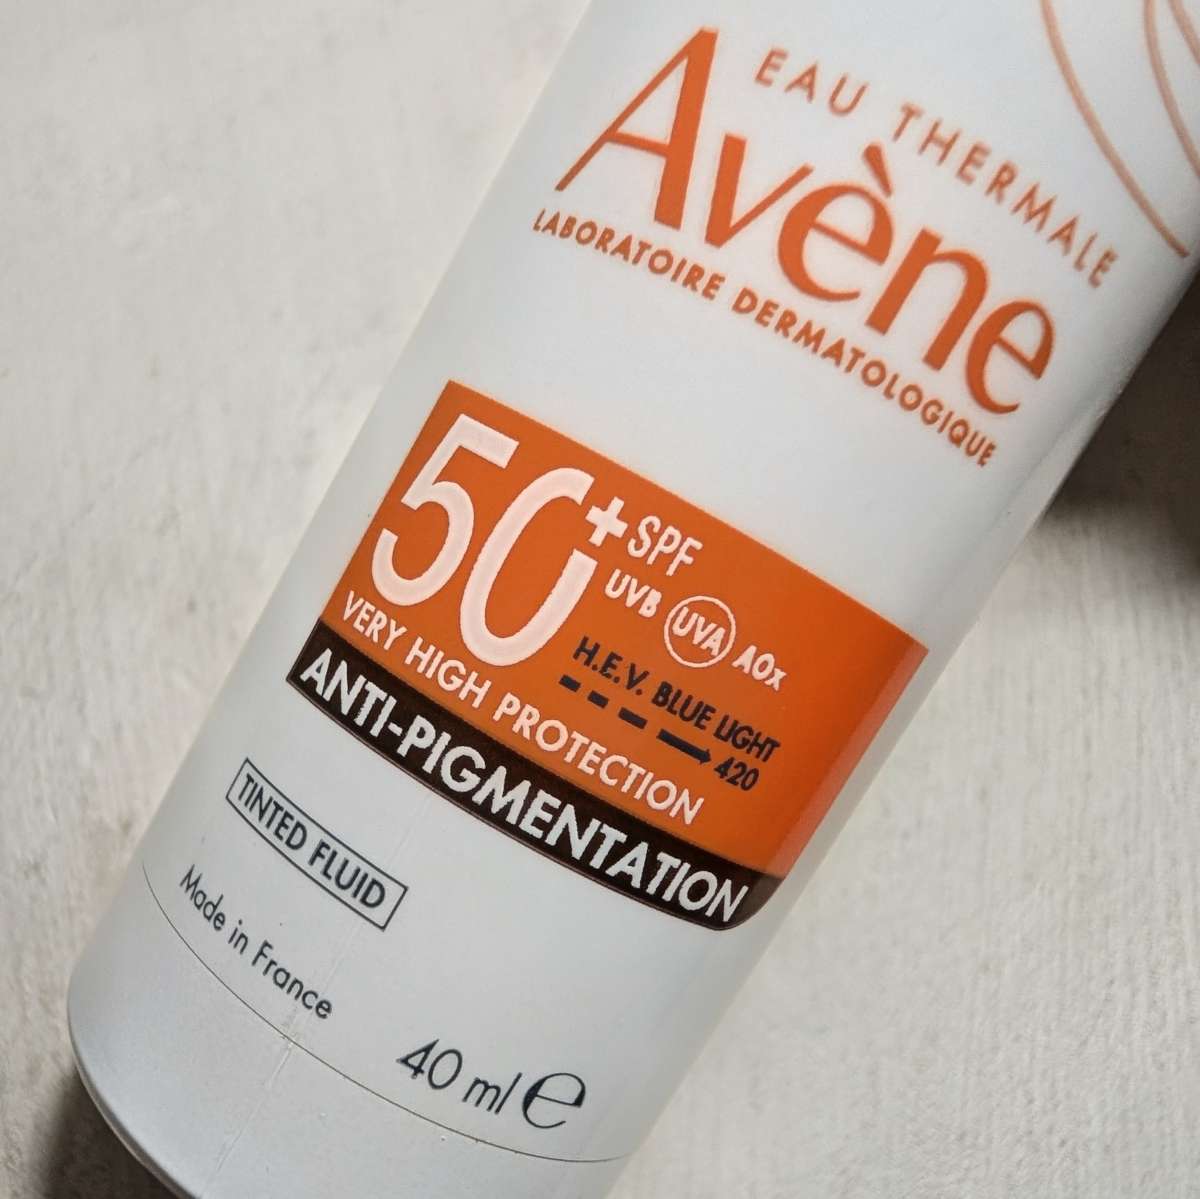 EAU THERMALE
Avène
LABORATOIRE DERMATOLOGIQUE
50+ SPF
UVB UVA AOx
H.E.V. BLUE LIGHT
420
VERY HIGH PROTECTION
ANTI-PIGMENTATION
TINTED FLUID
Made in France
40 ml ℮